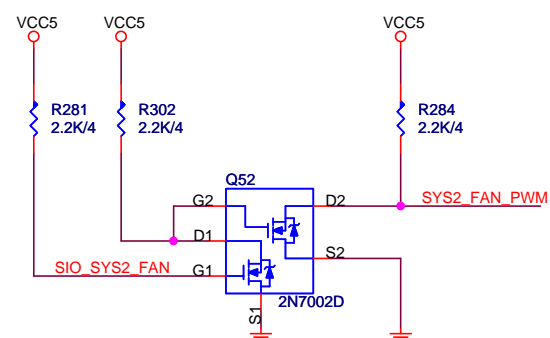 VCC5 VCC5 VCC5
R281 R302 R284
2.2K/4 2.2K/4 2.2K/4
Q52
G2 D2 SYS2_FAN_PWM
D1
S2
SIO_SYS2_FAN G1
2N7002D
S1